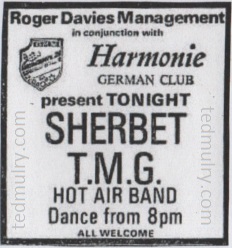 Roger Davies Management
in conjunction with
Harmonie
GERMAN CLUB
present TONIGHT
SHERBET
T.M.G.
HOT AIR BAND
Dance from 8pm
ALL WELCOME
tedmulry.com
tedmulry.com